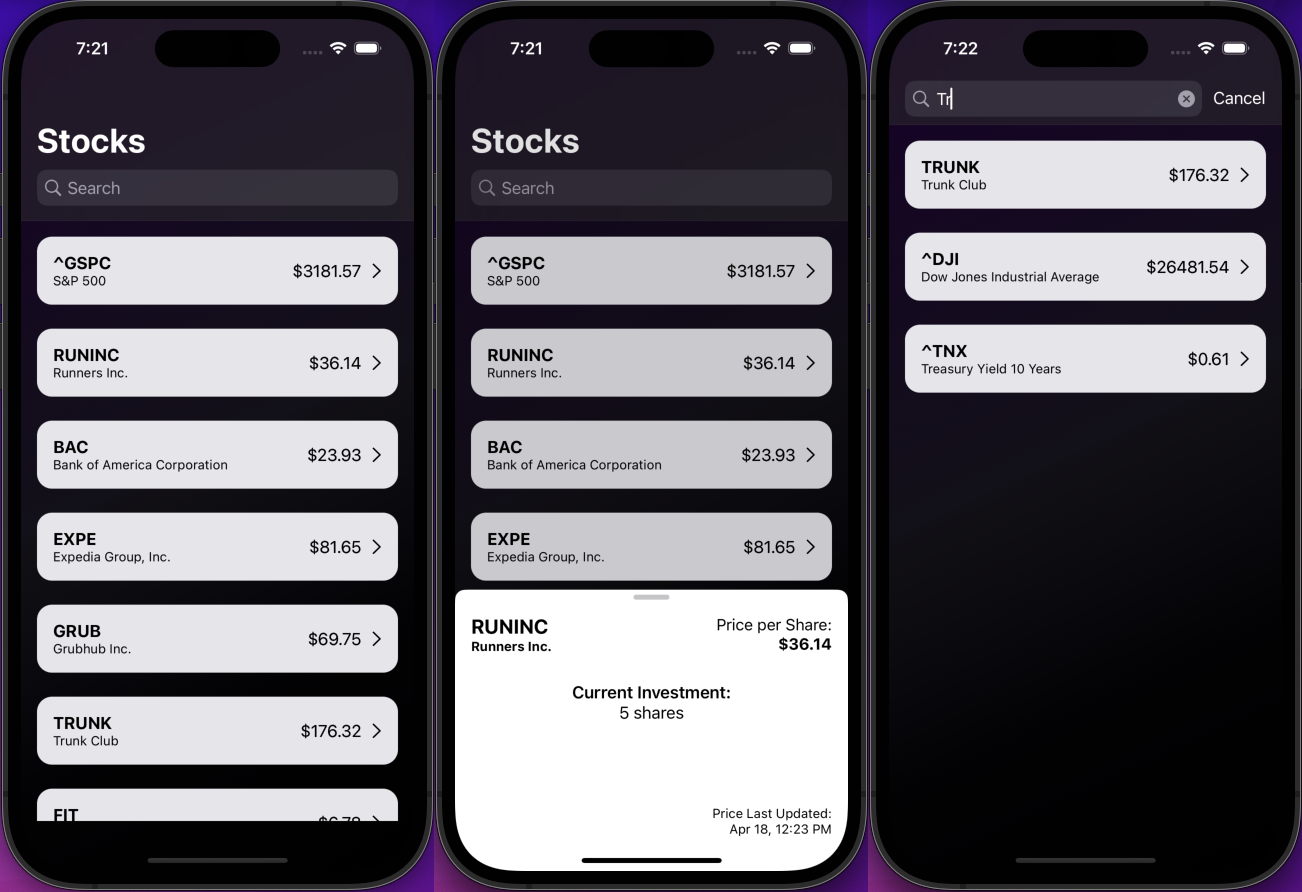 7:21
Stocks
Search
^GSPC
S&P 500
$3181.57
RUNINC
Runners Inc.
$36.14
BAC
Bank of America Corporation
$23.93
EXPE
Expedia Group, Inc.
$81.65
GRUB
Grubhub Inc.
$69.75
TRUNK
Trunk Club
$176.32
FIT
$6.78
7:21
Stocks
Search
^GSPC
S&P 500
$3181.57
RUNINC
Runners Inc.
$36.14
BAC
Bank of America Corporation
$23.93
EXPE
Expedia Group, Inc.
$81.65
RUNINC
Runners Inc.
Price per Share:
$36.14
Current Investment:
5 shares
Price Last Updated:
Apr 18, 12:23 PM
7:22
Tr
Cancel
TRUNK
Trunk Club
$176.32
^DJI
Dow Jones Industrial Average
$26481.54
^TNX
Treasury Yield 10 Years
$0.61